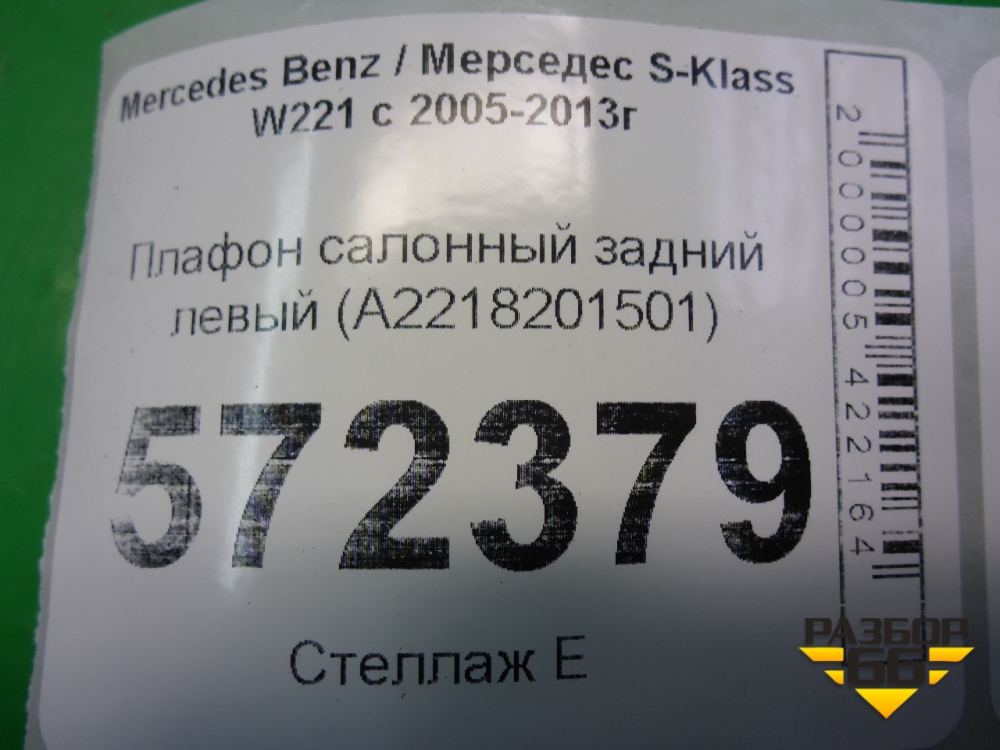 Mercedes Benz / Мерседес S-Klass
W221 с 2005-2013г
Плафон салонный задний
левый (A2218201501)
572379
Стеллаж Е
2000005422164
РАЗБОР
66